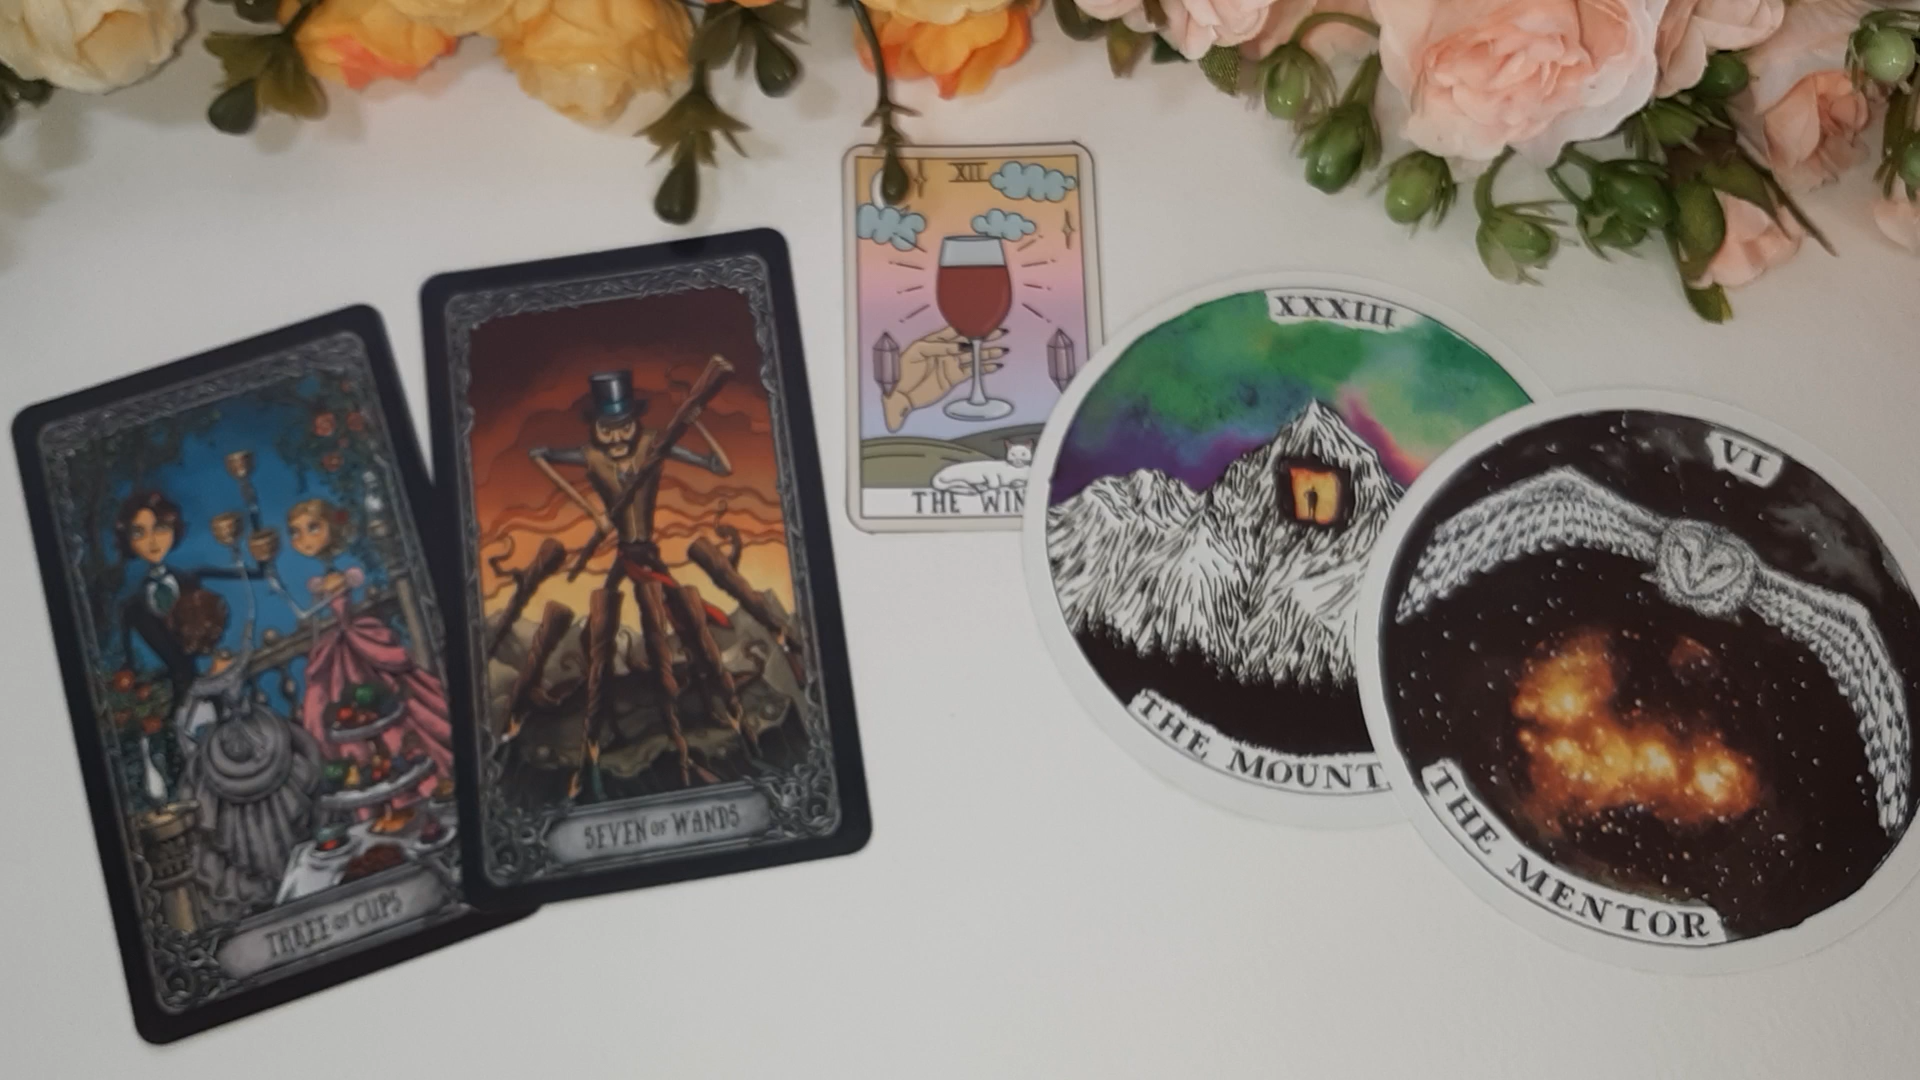 THREE OF CUPS
SEVEN OF WANDS
XII
THE WIN
XXXIII
THE MOUNT
VI
THE MENTOR